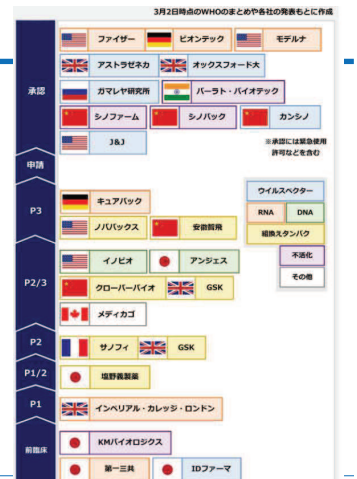 3月2日時点のWHOのまとめや各社の発表もとに作成
承認
ファイザー
ビオンテック
モデルナ
アストラゼネカ
オックスフォード大
ガマレヤ研究所
バーラト・バイオテック
シノファーム
シノバック
カンシノ
J&J
※承認には緊急使用
許可などを含む
申請
P3
キュアバック
ノババックス
安徽智飛
ウイルスベクター
RNA
DNA
組換えタンパク
不活化
その他
P2/3
イノビオ
アンジェス
クローバーバイオ
GSK
メディカゴ
P2
サノフィ
GSK
P1/2
塩野義製薬
P1
インペリアル・カレッジ・ロンドン
前臨床
KMバイオロジクス
第一三共
IDファーマ